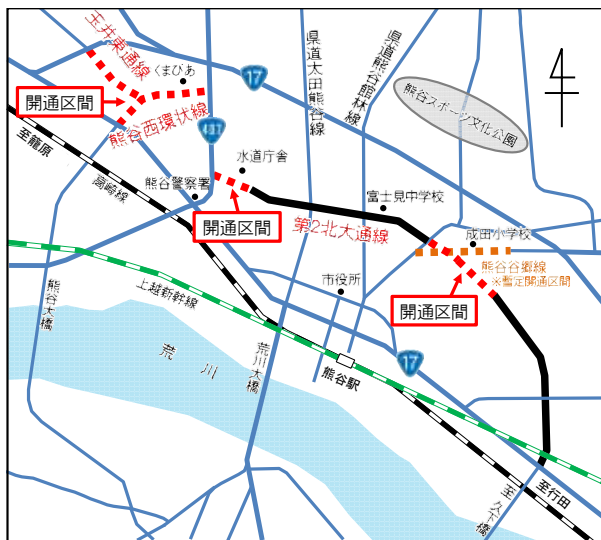 玉井東通線
くまぴあ
17
県道太田熊谷線
県道熊谷館林線
熊谷スポーツ文化公園
開通区間
熊谷西環状線
407
至籠原
高崎線
水道庁舎
熊谷警察署
富士見中学校
開通区間
第2北大通線
成田小学校
熊谷谷郷線
※暫定開通区間
市役所
開通区間
上越新幹線
熊谷大橋
荒川
荒川大橋
熊谷駅
17
至行田
至久下橋